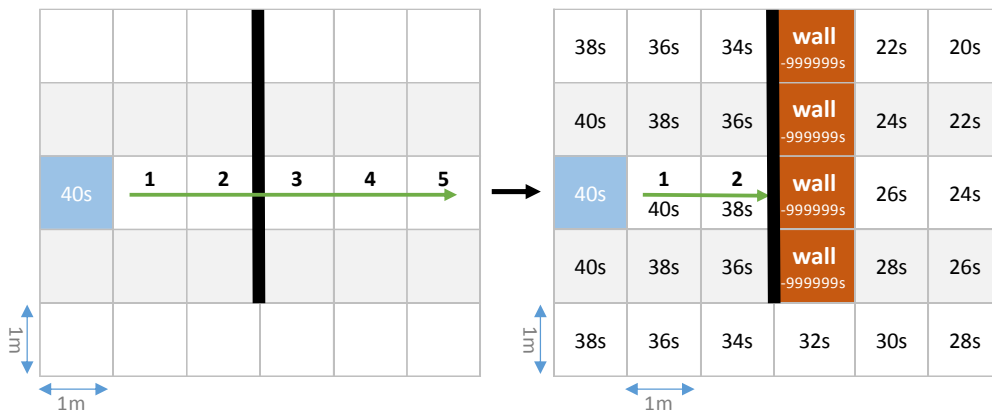 38s 36s 34s wall 22s 20s
-999999s
40s 38s 36s wall 24s 22s
-999999s
40s 1 2 3 4 5
40s 1 2 wall 26s 24s
40s 38s -999999s
40s 38s 36s wall 28s 26s
-999999s
1m
1m
38s 36s 34s 32s 30s 28s
1m
1m